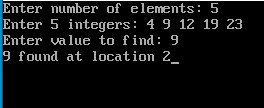 Enter number of elements: 5
Enter 5 integers: 4 9 12 19 23
Enter value to find: 9
9 found at location 2_